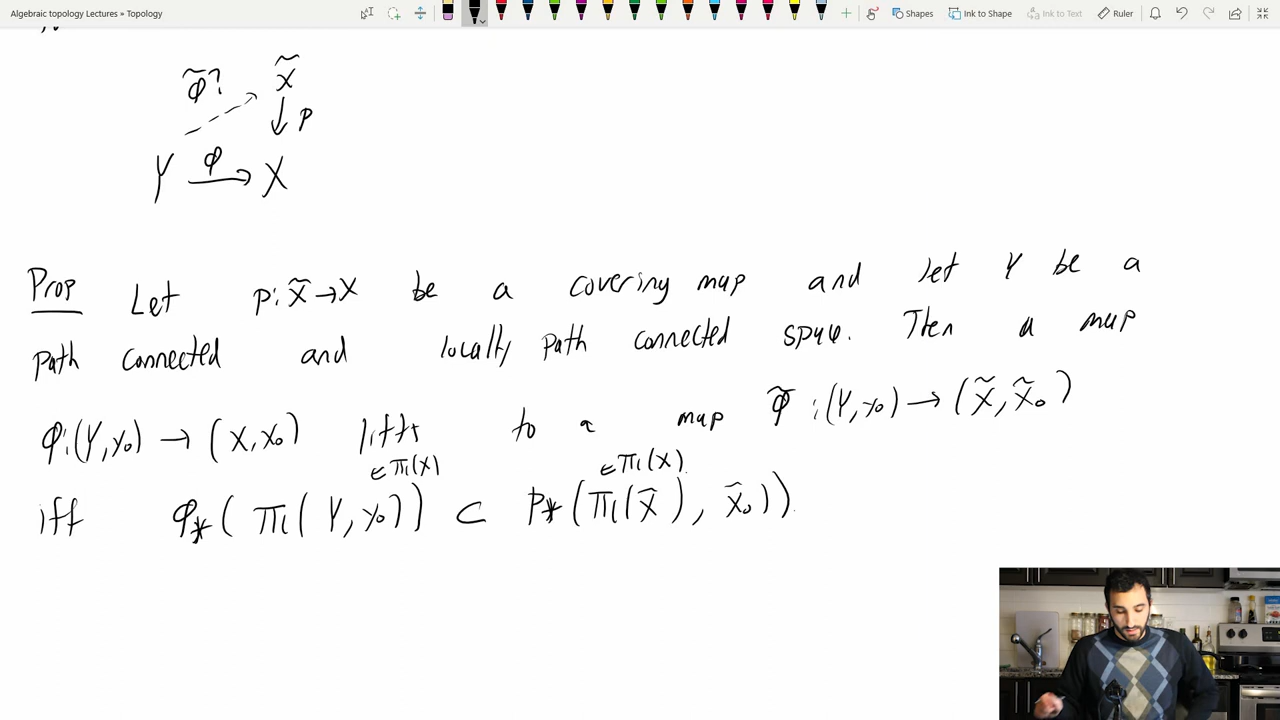 Algebraic topology Lectures » Topology
Shapes Ink to Shape Ink to Text Ruler
φ̃? X̃
↓ p
Y φ→ X
Prop Let p: X̃ → X be a covering map and let Y be a
path connected and locally path connected space. Then a map
φ: (Y, y₀) → (X, x₀) lifts to a map φ̃ : (Y, y₀) → (X̃, x̃₀)
∈ π₁(X) ∈ π₁(X)
iff φ_*(π₁(Y, y₀)) ⊂ p_*(π₁(X̃), x̃₀)).